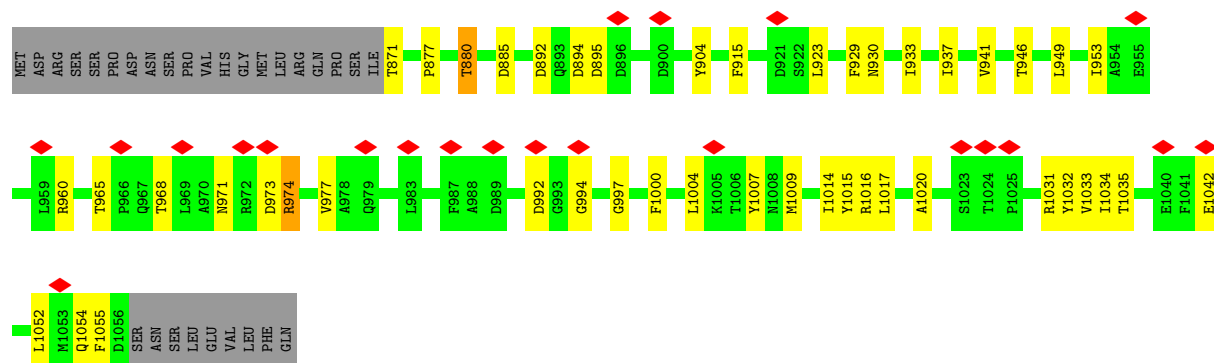 MET ASP ARG SER SER PRO ASP ASN SER PRO VAL HIS GLY MET LEU ARG GLN PRO SER ILE T871 P877 T880 D885 D892 Q893 D894 D895 D896 D900 Y904 F915 D921 S922 L923 F929 N930 I933 I937 V941 T946 L949 I953 A954 E955
L959 R960 T965 P966 Q967 T968 L969 A970 N971 R972 D973 R974 V977 A978 Q979 L983 F987 A988 D989 D992 G993 G994 G997 F1000 L1004 K1005 T1006 Y1007 N1008 M1009 I1014 Y1015 R1016 L1017 A1020 S1023 T1024 P1025 R1031 Y1032 V1033 I1034 T1035 E1040 F1041 E1042
L1052 M1053 Q1054 F1055 D1056 SER ASN SER LEU GLU VAL LEU PHE GLN